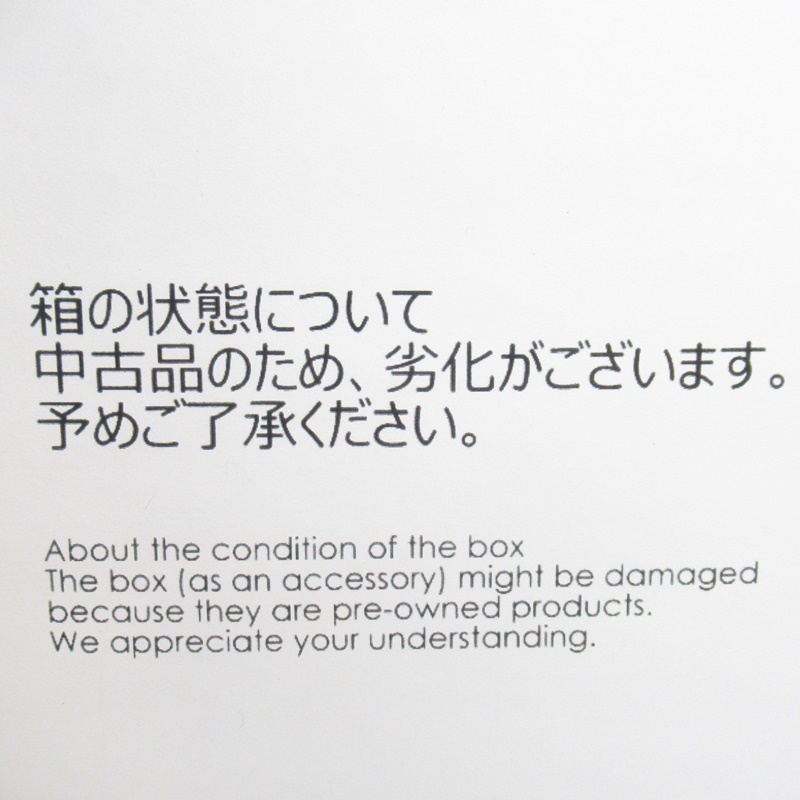 箱の状態について
中古品のため、劣化がございます。
予めご了承ください。
About the condition of the box
The box (as an accessory) might be damaged
because they are pre-owned products.
We appreciate your understanding.